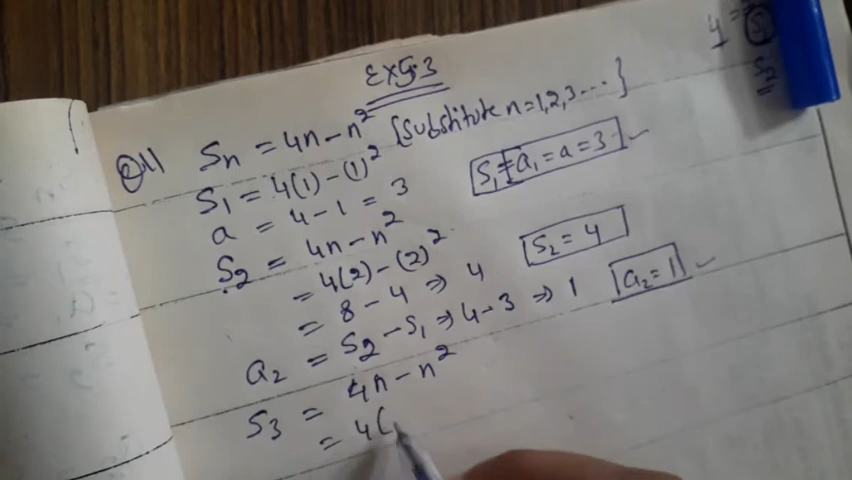 Ex 5.3
Q11 Sn = 4n - n² [Substitute n = 1, 2, 3 ....]
S₁ = 4(1) - (1)² S₁ = a₁ = a = 3 ✓
a = 4 - 1 = 3
S₂ = 4n - n²
= 4(2) - (2)² S₂ = 4
= 8 - 4 ⇒ 4
a₂ = S₂ - S₁ ⇒ 4 - 3 ⇒ 1 a₂ = 1 ✓
S₃ = 4n - n²
= 4(